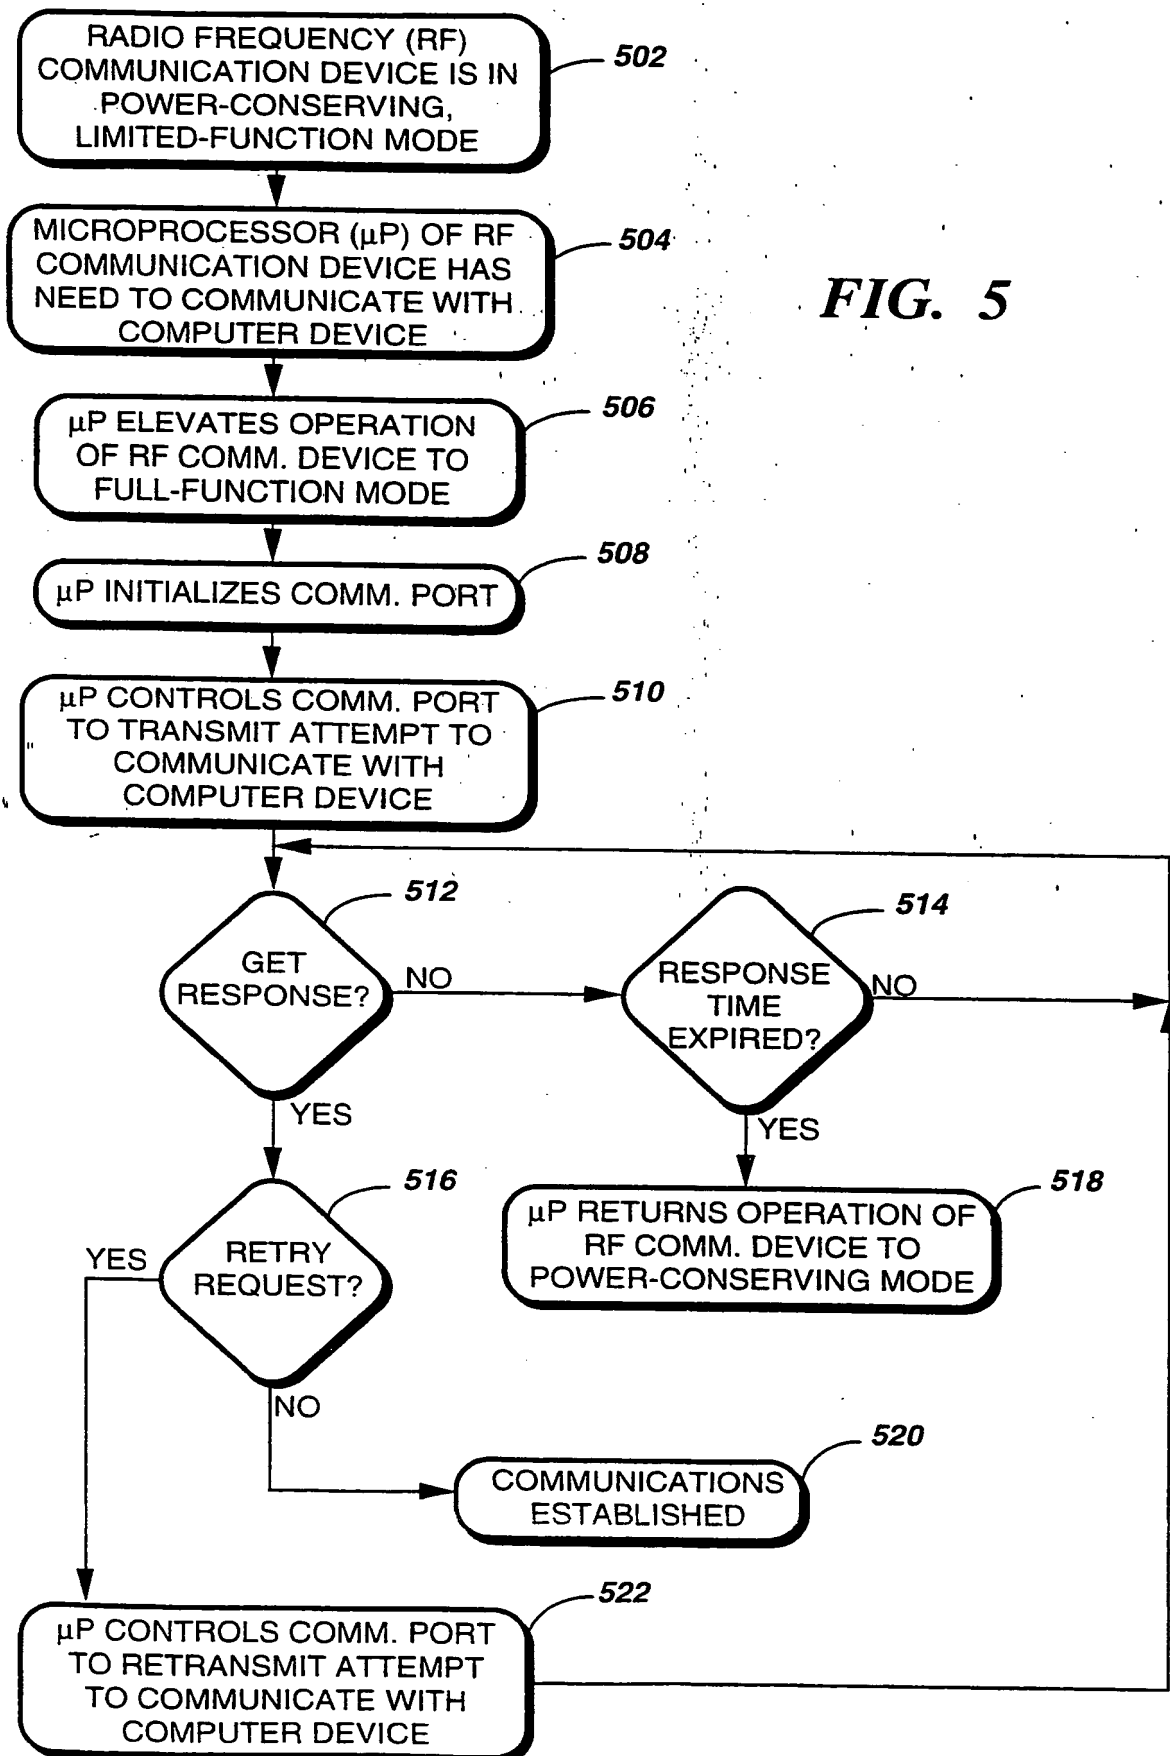 RADIO FREQUENCY (RF)
COMMUNICATION DEVICE IS IN
POWER-CONSERVING,
LIMITED-FUNCTION MODE
502
MICROPROCESSOR (µP) OF RF
COMMUNICATION DEVICE HAS
NEED TO COMMUNICATE WITH
COMPUTER DEVICE
504
FIG. 5
µP ELEVATES OPERATION
OF RF COMM. DEVICE TO
FULL-FUNCTION MODE
506
µP INITIALIZES COMM. PORT
508
µP CONTROLS COMM. PORT
TO TRANSMIT ATTEMPT TO
COMMUNICATE WITH
COMPUTER DEVICE
510
GET
RESPONSE?
512
NO
YES
RESPONSE
TIME
EXPIRED?
514
NO
YES
RETRY
REQUEST?
516
YES
NO
µP RETURNS OPERATION OF
RF COMM. DEVICE TO
POWER-CONSERVING MODE
518
COMMUNICATIONS
ESTABLISHED
520
µP CONTROLS COMM. PORT
TO RETRANSMIT ATTEMPT
TO COMMUNICATE WITH
COMPUTER DEVICE
522